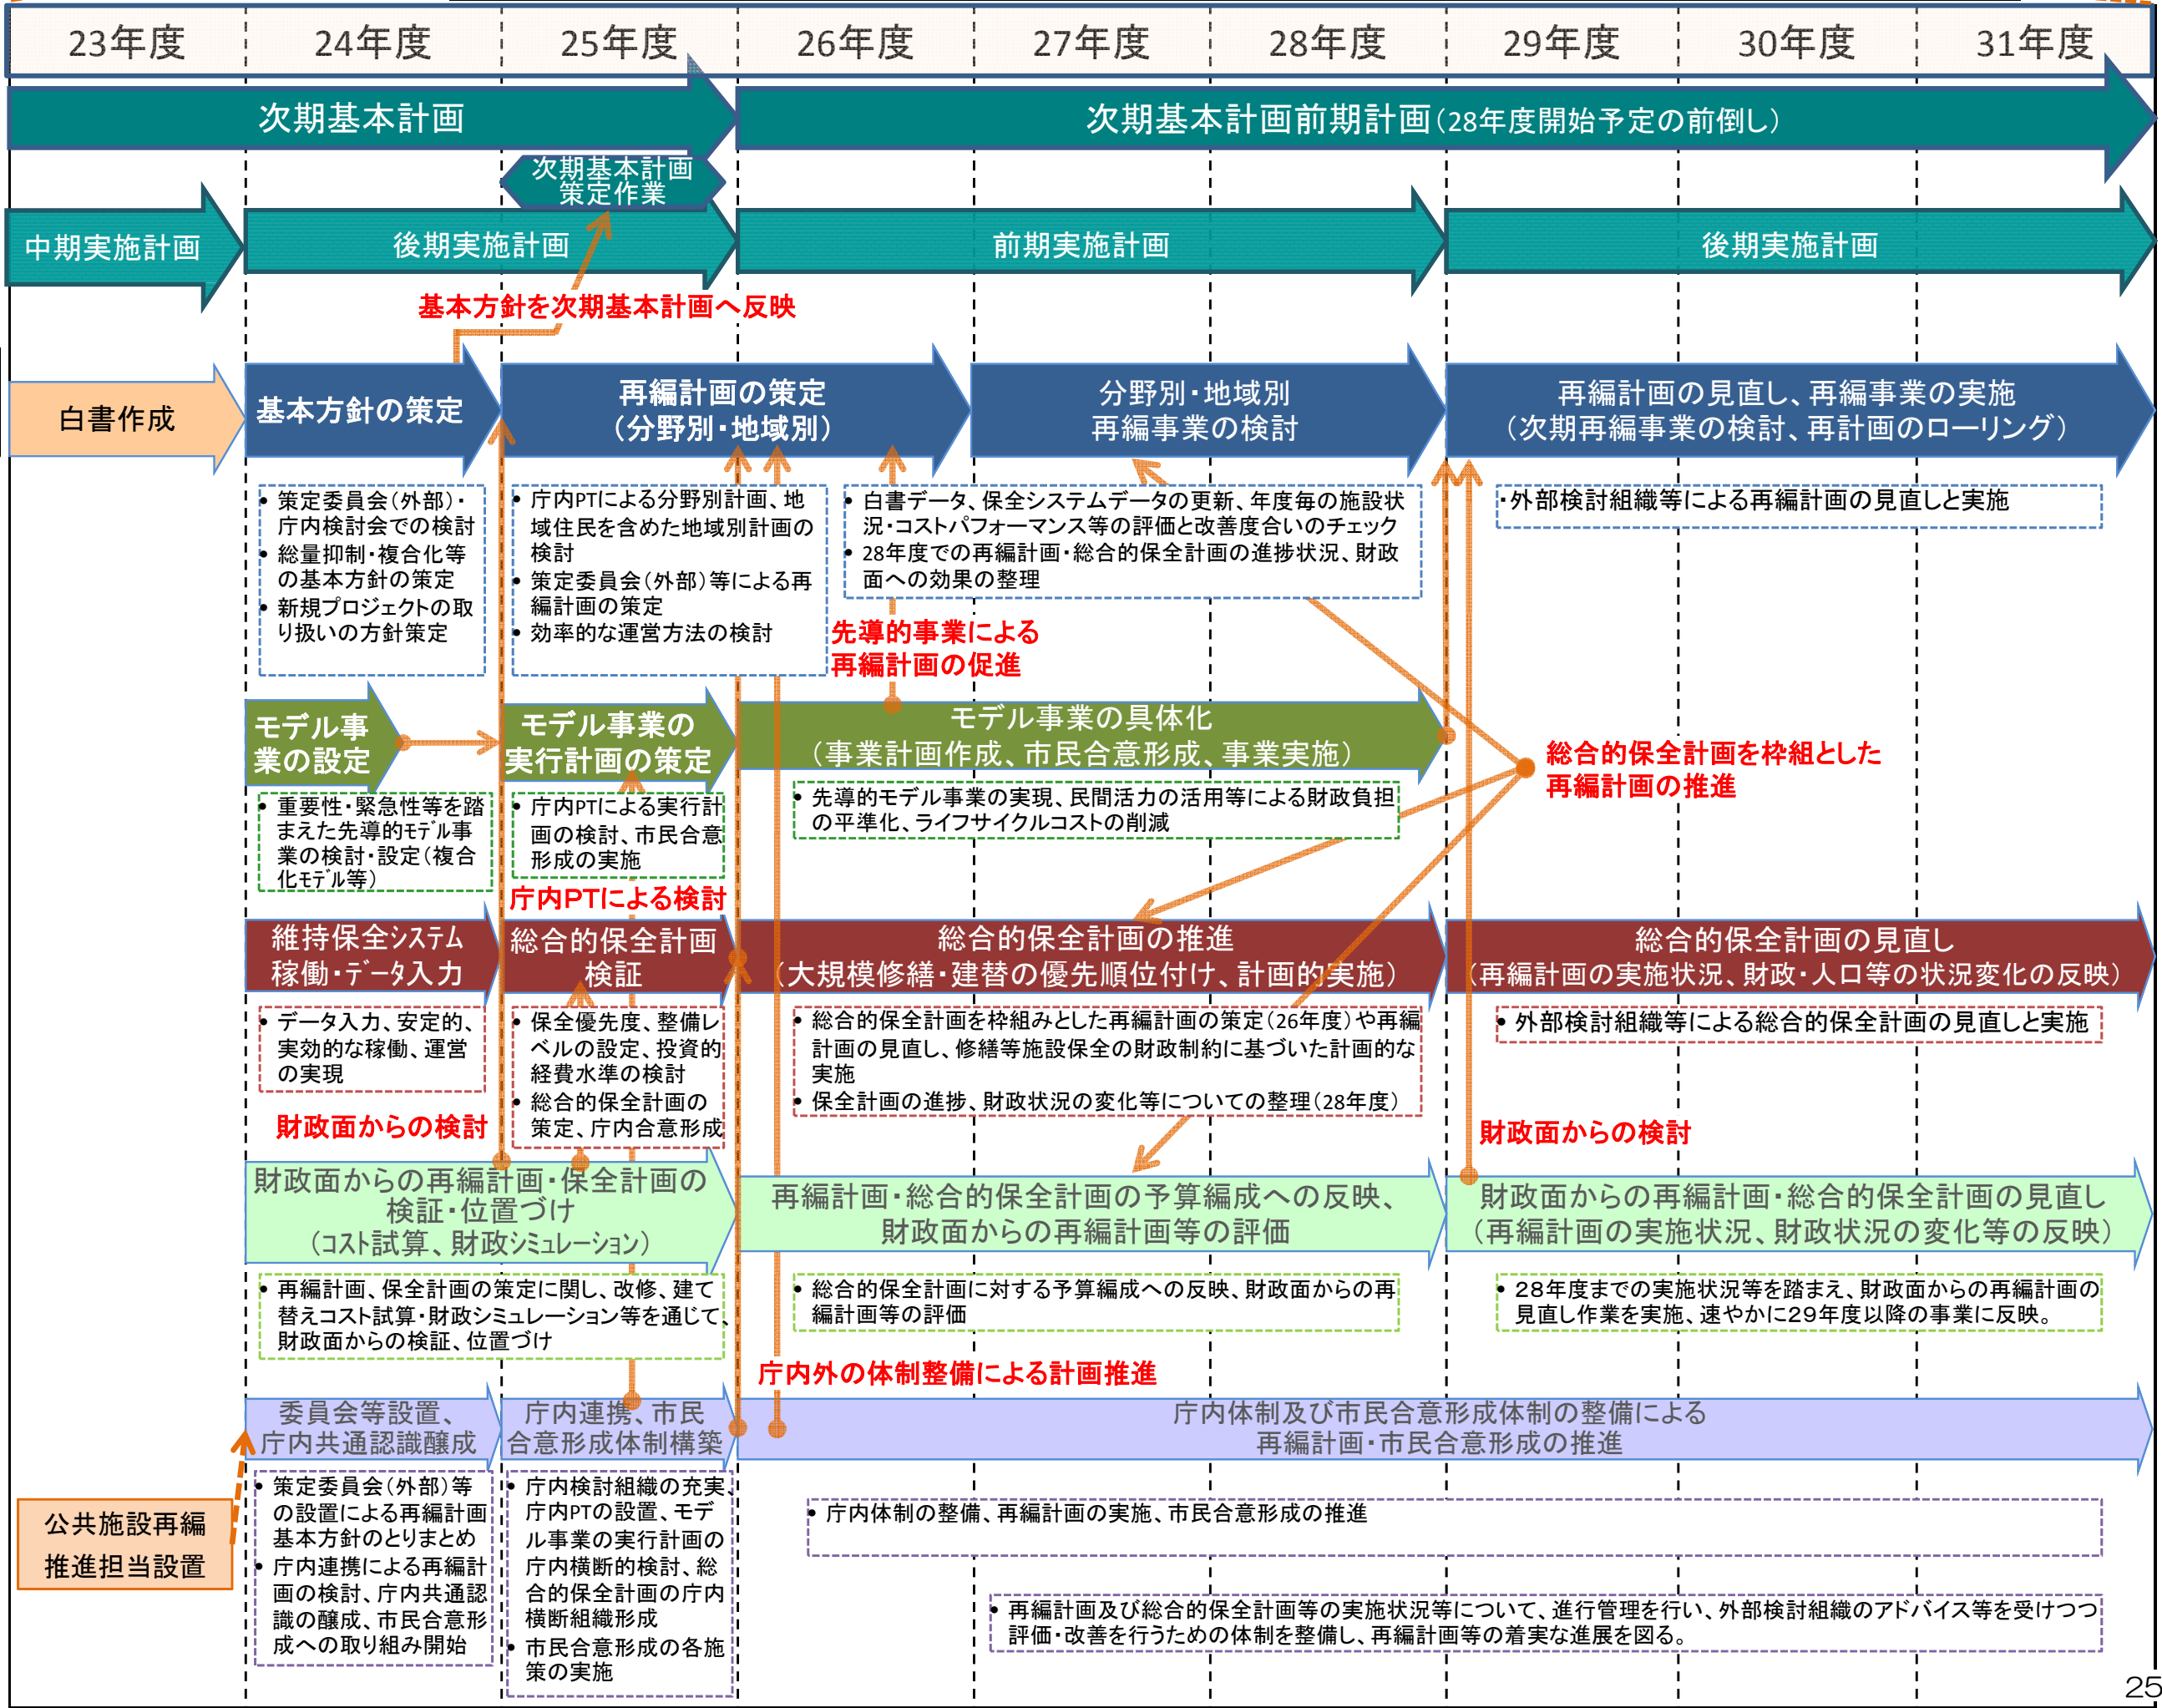 23年度
24年度
25年度
26年度
27年度
28年度
29年度
30年度
31年度
次期基本計画
次期基本計画前期計画(28年度開始予定の前倒し)
次期基本計画
策定作業
中期実施計画
後期実施計画
前期実施計画
後期実施計画
基本方針を次期基本計画へ反映
白書作成
基本方針の策定
再編計画の策定
(分野別・地域別)
分野別・地域別
再編事業の検討
再編計画の見直し、再編事業の実施
(次期再編事業の検討、再計画のローリング)
• 策定委員会(外部)・
庁内検討会での検討
• 総量抑制・複合化等
の基本方針の策定
• 新規プロジェクトの取
り扱いの方針策定
• 庁内PTによる分野別計画、地
域住民を含めた地域別計画の
検討
• 策定委員会(外部)等による再
編計画の策定
• 効率的な運営方法の検討
• 白書データ、保全システムデータの更新、年度毎の施設状
況・コストパフォーマンス等の評価と改善度合いのチェック
• 28年度での再編計画・総合的保全計画の進捗状況、財政
面への効果の整理
・外部検討組織等による再編計画の見直しと実施
先導的事業による
再編計画の促進
モデル事
業の設定
モデル事業の
実行計画の策定
モデル事業の具体化
(事業計画作成、市民合意形成、事業実施)
総合的保全計画を枠組とした
再編計画の推進
• 重要性・緊急性等を踏
まえた先導的ﾓﾃﾞﾙ事
業の検討・設定(複合
化ﾓﾃﾞﾙ等)
• 庁内PTによる実行計
画の検討、市民合意
形成の実施
• 先導的モデル事業の実現、民間活力の活用等による財政負担
の平準化、ライフサイクルコストの削減
庁内PTによる検討
維持保全ｼｽﾃﾑ
稼働・ﾃﾞｰﾀ入力
総合的保全計画
検証
総合的保全計画の推進
(大規模修繕・建替の優先順位付け、計画的実施)
総合的保全計画の見直し
(再編計画の実施状況、財政・人口等の状況変化の反映)
• データ入力、安定的、
実効的な稼働、運営
の実現
• 保全優先度、整備レ
ベルの設定、投資的
経費水準の検討
• 総合的保全計画の
策定、庁内合意形成
• 総合的保全計画を枠組みとした再編計画の策定(26年度)や再編
計画の見直し、修繕等施設保全の財政制約に基づいた計画的な
実施
• 保全計画の進捗、財政状況の変化等についての整理(28年度)
• 外部検討組織等による総合的保全計画の見直しと実施
財政面からの検討
財政面からの検討
財政面からの再編計画・保全計画の
検証・位置づけ
(ｺｽﾄ試算、財政ｼﾐｭﾚｰｼｮﾝ)
再編計画・総合的保全計画の予算編成への反映、
財政面からの再編計画等の評価
財政面からの再編計画・総合的保全計画の見直し
(再編計画の実施状況、財政状況の変化等の反映)
• 再編計画、保全計画の策定に関し、改修、建て
替えコスト試算・財政シミュレーション等を通じて、
財政面からの検証、位置づけ
• 総合的保全計画に対する予算編成への反映、財政面からの再
編計画等の評価
• 28年度までの実施状況等を踏まえ、財政面からの再編計画の
見直し作業を実施、速やかに29年度以降の事業に反映。
庁内外の体制整備による計画推進
委員会等設置、
庁内共通認識醸成
庁内連携、市民
合意形成体制構築
庁内体制及び市民合意形成体制の整備による
再編計画・市民合意形成の推進
公共施設再編
推進担当設置
• 策定委員会(外部)等
の設置による再編計画
基本方針のとりまとめ
• 庁内連携による再編計
画の検討、庁内共通認
識の醸成、市民合意形
成への取り組み開始
• 庁内検討組織の充実、
庁内PTの設置、モデ
ル事業の実行計画の
庁内横断的検討、総
合的保全計画の庁内
横断組織形成
• 市民合意形成の各施
策の実施
• 庁内体制の整備、再編計画の実施、市民合意形成の推進
• 再編計画及び総合的保全計画等の実施状況等について、進行管理を行い、外部検討組織のアドバイス等を受けつつ
評価・改善を行うための体制を整備し、再編計画等の着実な進展を図る。
25